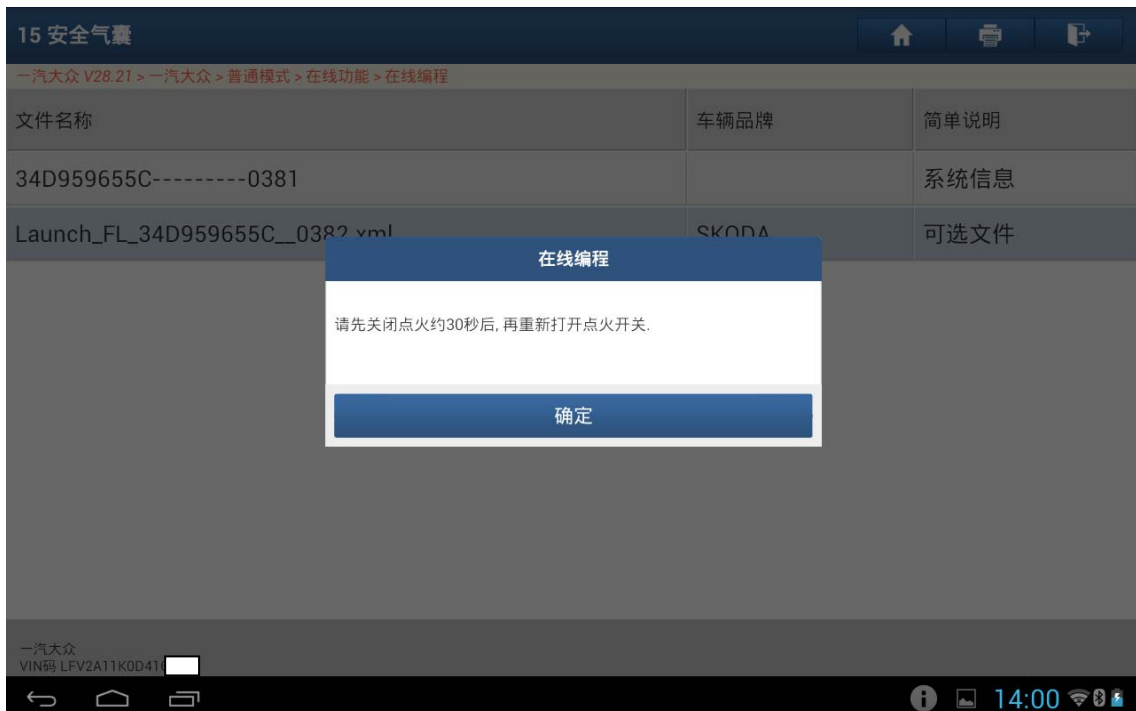 15 安全气囊
一汽大众 V28.21 > 一汽大众 > 普通模式 > 在线功能 > 在线编程
文件名称 车辆品牌 简单说明
34D959655C---------0381 系统信息
Launch_FL_34D959655C__0382.xml SKODA 可选文件
在线编程
请先关闭点火约30秒后, 再重新打开点火开关.
确定
一汽大众
VIN码 LFV2A11K0D41
14:00